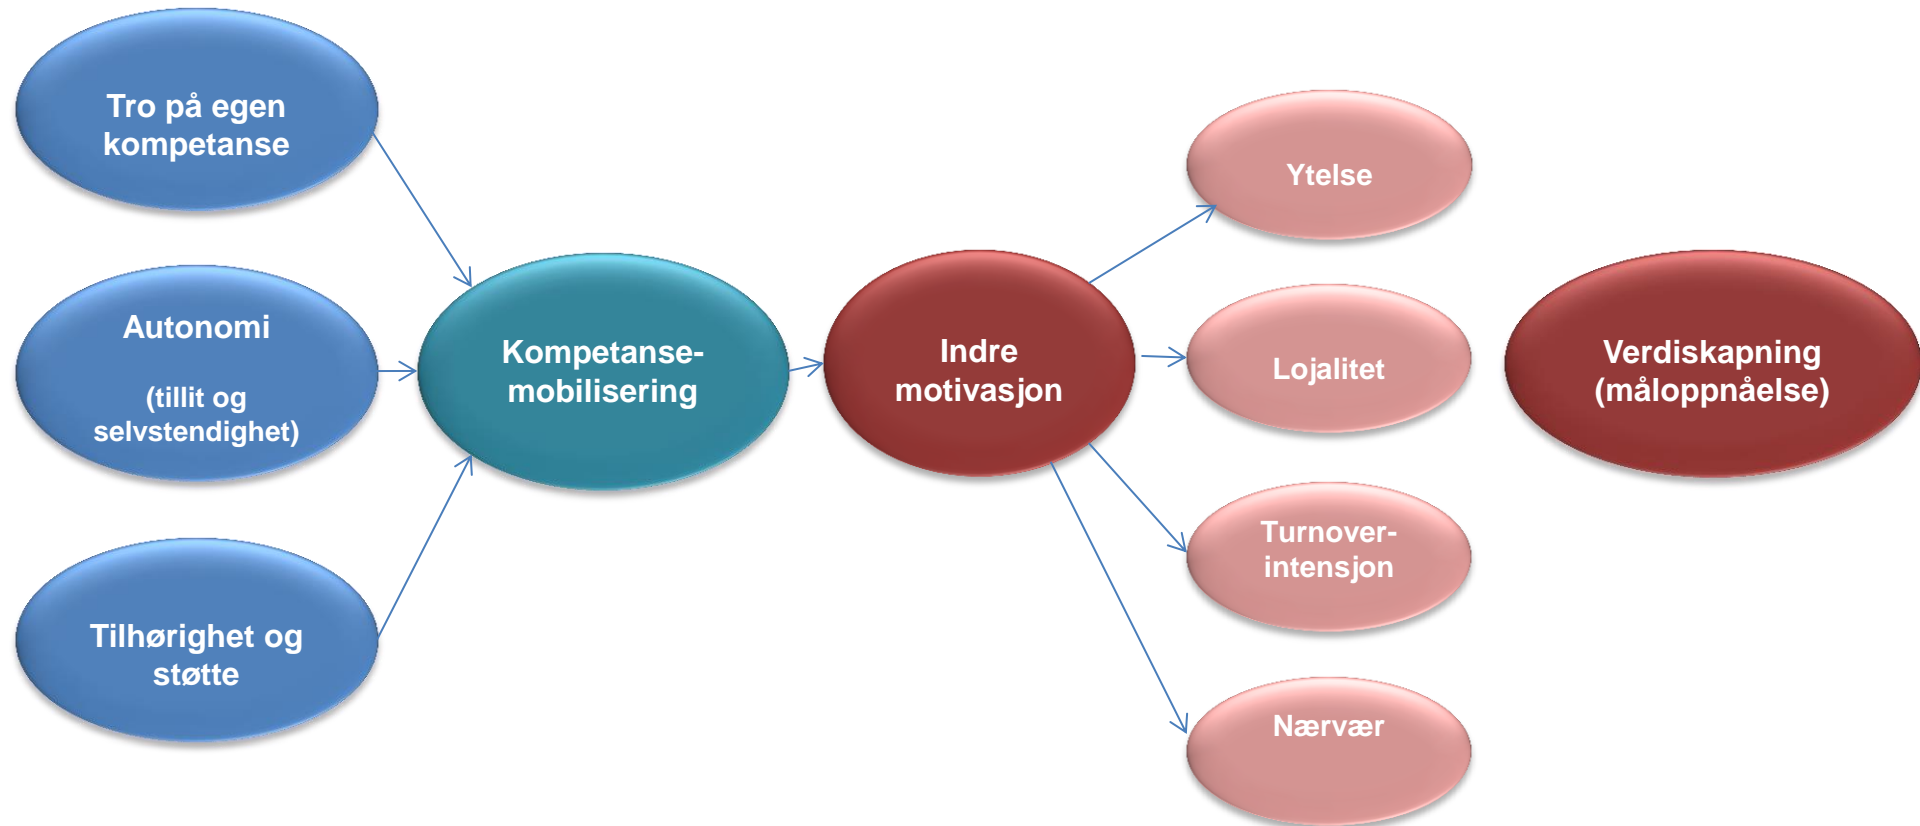 Tro på egen
kompetanse
Autonomi
(tillit og
selvstendighet)
Tilhørighet og
støtte
Kompetanse-
mobilisering
Indre
motivasjon
Ytelse
Lojalitet
Turnover-
intensjon
Nærvær
Verdiskapning
(måloppnåelse)